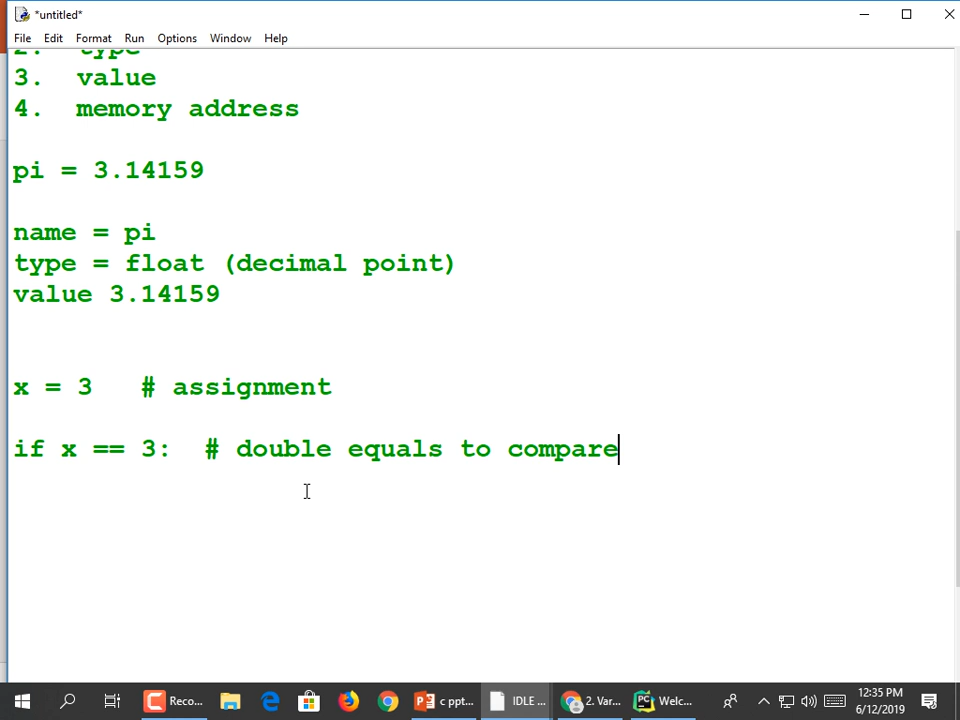 *untitled*
File Edit Format Run Options Window Help
2. type
3. value
4. memory address
pi = 3.14159
name = pi
type = float (decimal point)
value 3.14159
x = 3 # assignment
if x == 3: # double equals to compare
Reco... c ppt... IDLE ... 2. Var... Welc... 12:35 PM
6/12/2019